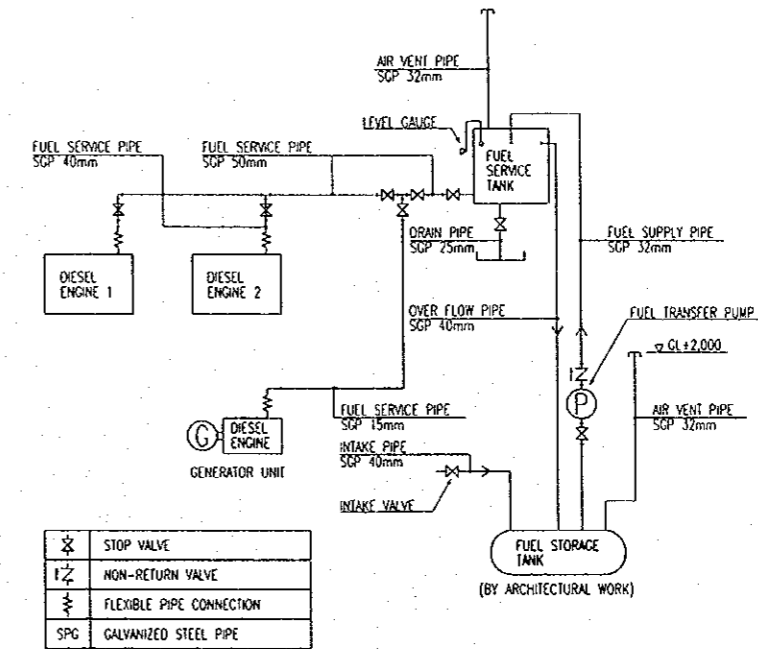 AIR VENT PIPE
SGP 32mm
LEVEL GAUGE
FUEL SERVICE PIPE
SGP 40mm
FUEL SERVICE PIPE
SGP 50mm
FUEL
SERVICE
TANK
DRAIN PIPE
SGP 25mm
FUEL SUPPLY PIPE
SGP 32mm
DIESEL
ENGINE 1
DIESEL
ENGINE 2
OVER FLOW PIPE
SGP 40mm
FUEL TRANSFER PUMP
GL+2,000
P
G
DIESEL
ENGINE
GENERATOR UNIT
FUEL SERVICE PIPE
SGP 15mm
AIR VENT PIPE
SGP 32mm
INTAKE PIPE
SGP 40mm
INTAKE VALVE
FUEL STORAGE
TANK
(BY ARCHITECTURAL WORK)
STOP VALVE
NON-RETURN VALVE
FLEXIBLE PIPE CONNECTION
SPG GALVANIZED STEEL PIPE